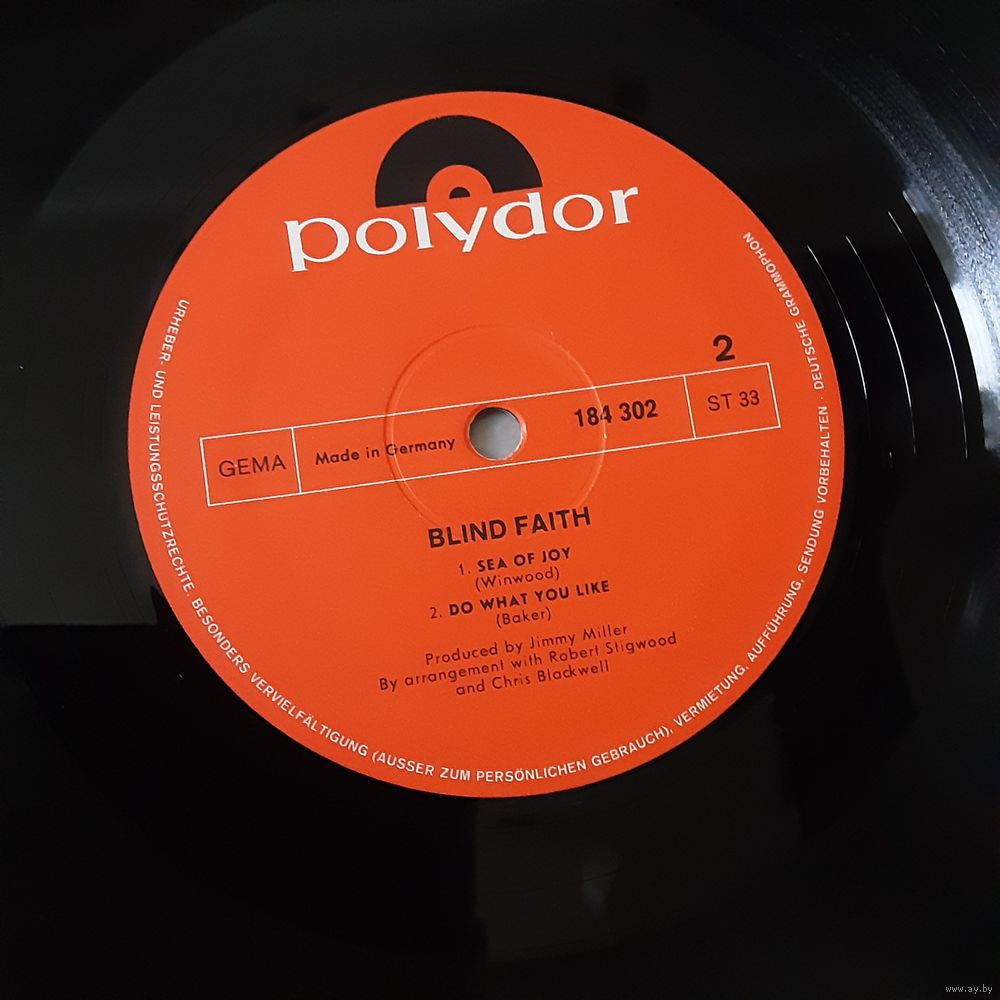 polydor
2
GEMA
Made in Germany
184 302
ST 33
BLIND FAITH
1. SEA OF JOY
(Winwood)
2. DO WHAT YOU LIKE
(Baker)
Produced by Jimmy Miller
By arrangement with Robert Stigwood
and Chris Blackwell
URHEBER- UND LEISTUNGSSCHUTZRECHTE. BESONDERS VERVIELFÄLTIGUNG (AUSSER ZUM PERSÖNLICHEN GEBRAUCH), VERMIETUNG, AUFFÜHRUNG, SENDUNG VORBEHALTEN · DEUTSCHE GRAMMOPHON
www.ay.by